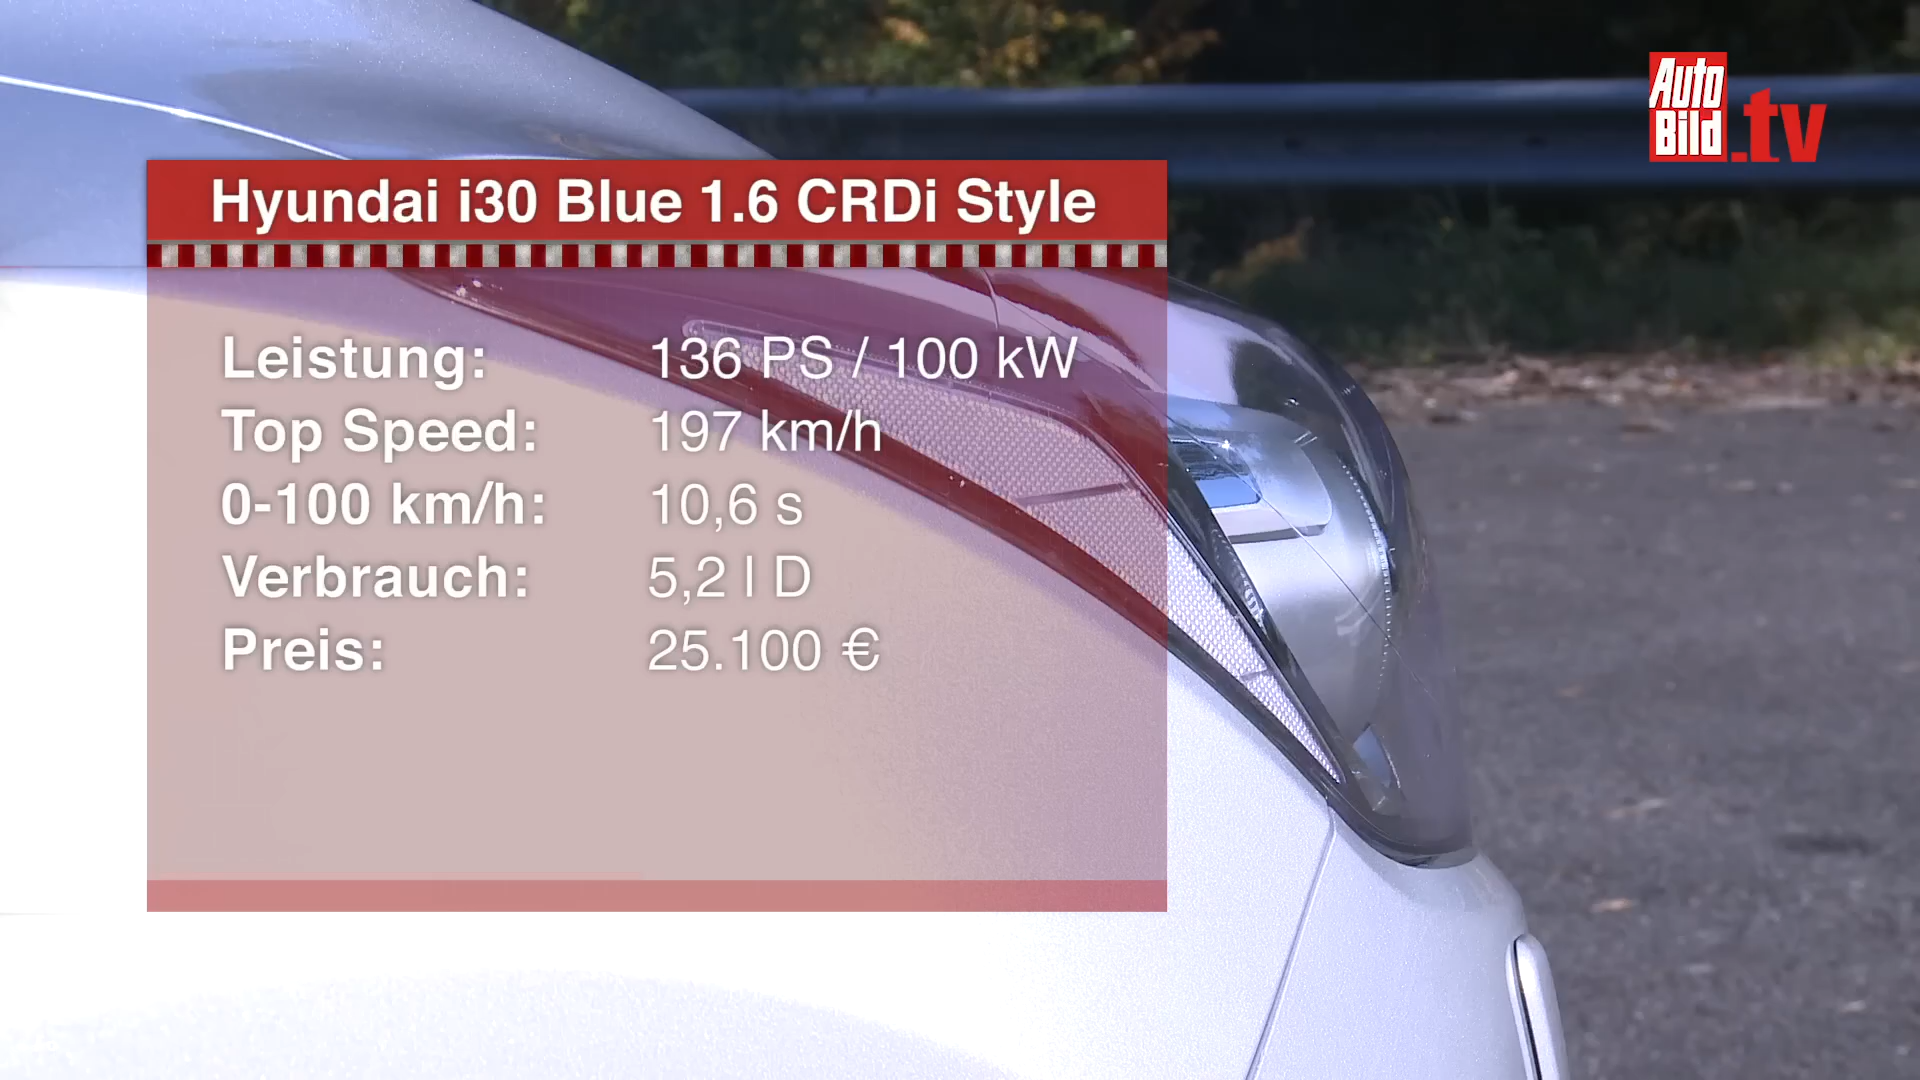 Auto
Bild.tv
Hyundai i30 Blue 1.6 CRDi Style
Leistung: 136 PS / 100 kW
Top Speed: 197 km/h
0-100 km/h: 10,6 s
Verbrauch: 5,2 l D
Preis: 25.100 €